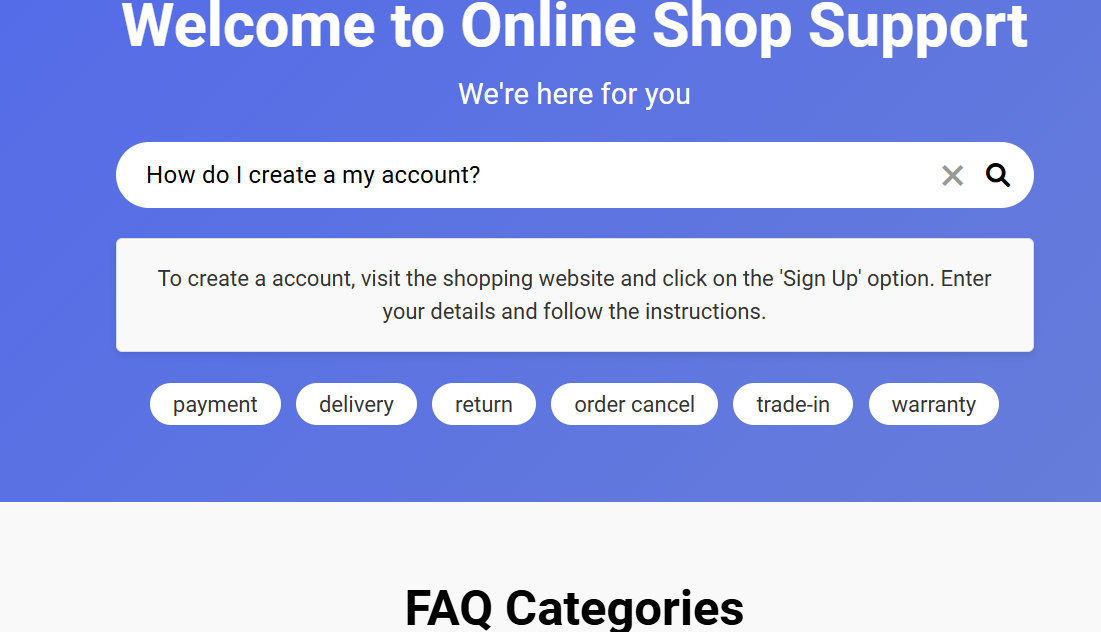 Welcome to Online Shop Support
We're here for you
How do I create a my account?
To create a account, visit the shopping website and click on the 'Sign Up' option. Enter
your details and follow the instructions.
payment delivery return order cancel trade-in warranty
FAQ Categories